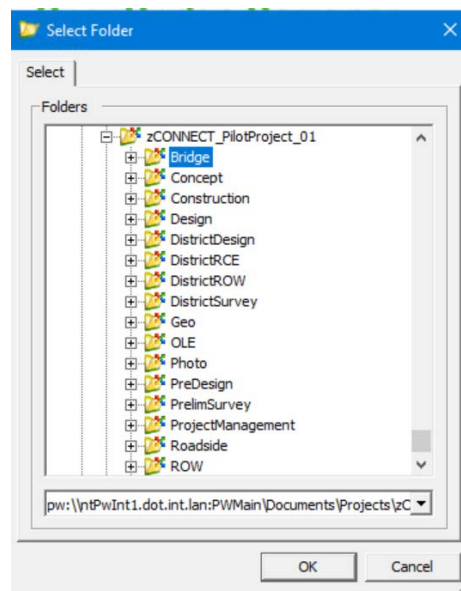 Select Folder
Select
Folders
zCONNECT_PilotProject_01
Bridge
Concept
Construction
Design
DistrictDesign
DistrictRCE
DistrictROW
DistrictSurvey
Geo
OLE
Photo
PreDesign
PrelimSurvey
ProjectManagement
Roadside
ROW
pw:\\ntPwInt1.dot.int.lan:PWMain\Documents\Projects\zC
OK Cancel